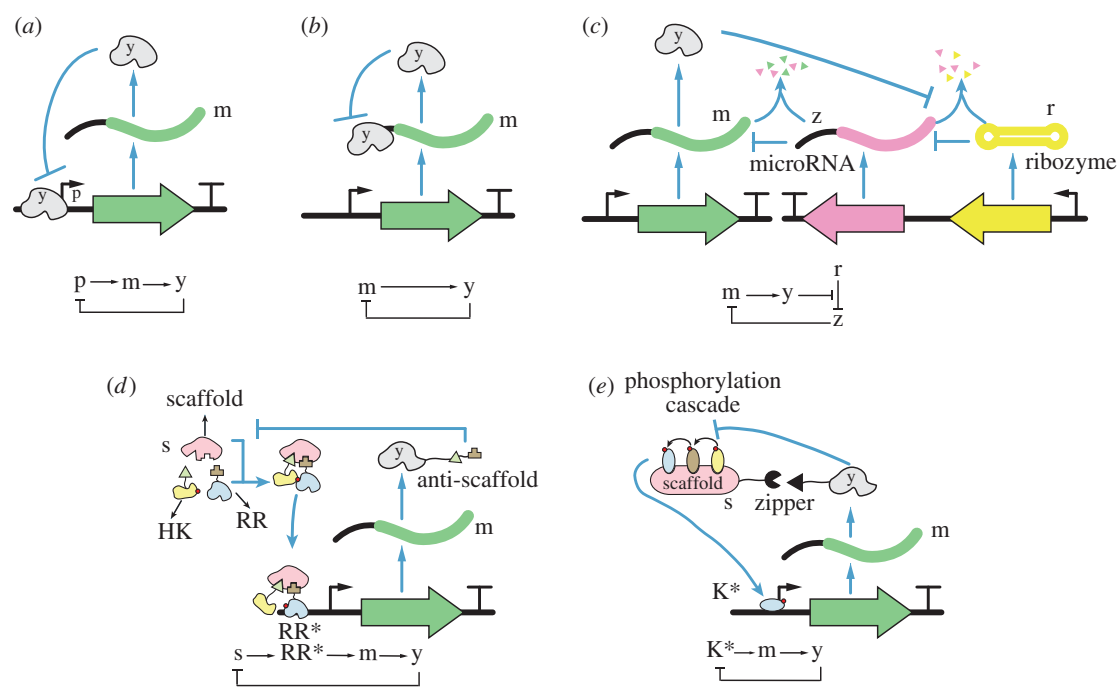 (a)
y
m
y
p
p m y
(b)
y
m
y
m y
(c)
y
m
z
microRNA
r
ribozyme
r
m y
z
(d)
scaffold
s
HK
RR
y
anti-scaffold
m
RR*
s RR* m y
(e)
phosphorylation
cascade
scaffold
s
zipper
y
m
K*
K* m y